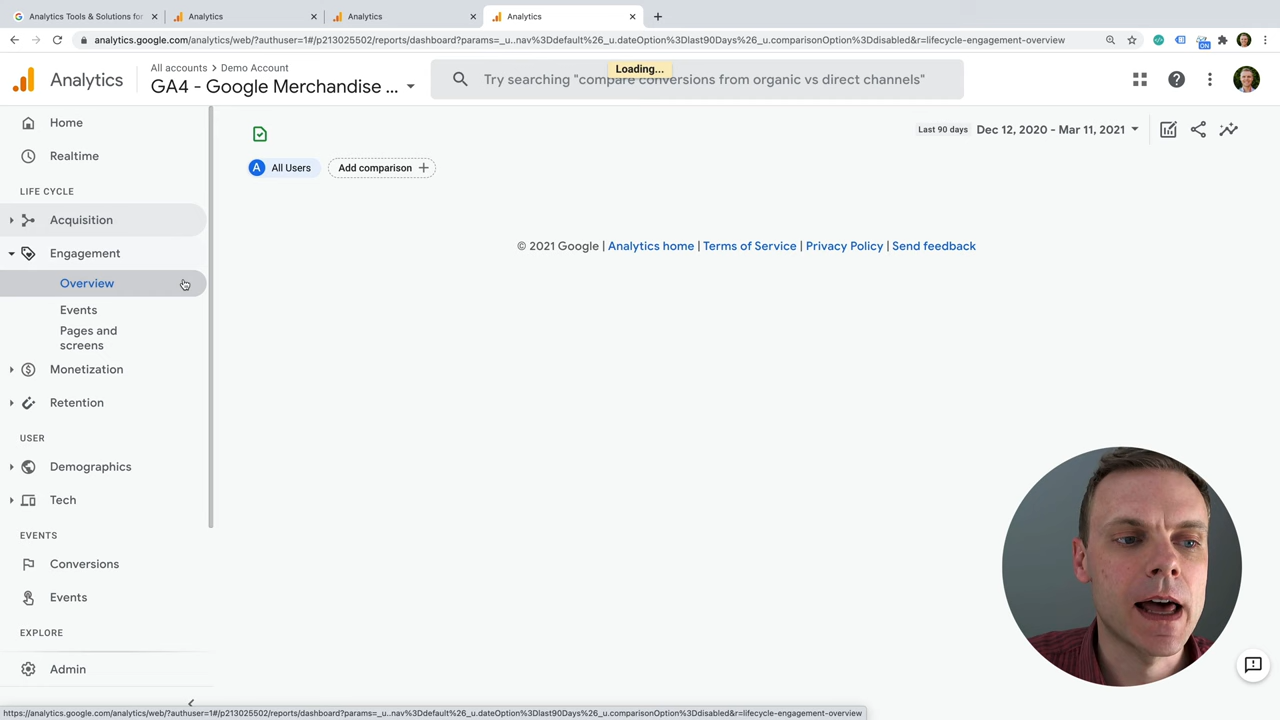 Analytics Tools & Solutions for
Analytics
Analytics
Analytics
analytics.google.com/analytics/web/?authuser=1#/p213025502/reports/dashboard?params=_u..nav%3Ddefault%26_u.dateOption%3Dlast90Days%26_u.comparisonOption%3Ddisabled&r=lifecycle-engagement-overview
ON
Analytics
All accounts > Demo Account
GA4 - Google Merchandise ...
Loading...
Try searching "compare conversions from organic vs direct channels"
Home
Realtime
LIFE CYCLE
Acquisition
Engagement
Overview
Events
Pages and
screens
Monetization
Retention
USER
Demographics
Tech
EVENTS
Conversions
Events
EXPLORE
Admin
Last 90 days Dec 12, 2020 - Mar 11, 2021
A All Users
Add comparison +
© 2021 Google | Analytics home | Terms of Service | Privacy Policy | Send feedback
https://analytics.google.com/analytics/web/?authuser=1#/p213025502/reports/dashboard?params=_u..nav%3Ddefault%26_u.dateOption%3Dlast90Days%26_u.comparisonOption%3Ddisabled&r=lifecycle-engagement-overview